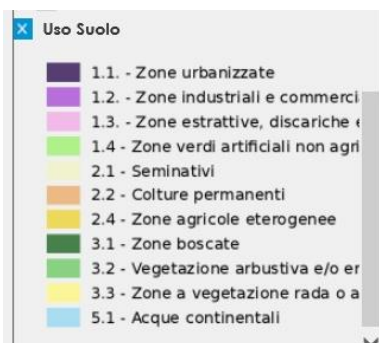 x Uso Suolo
1.1. - Zone urbanizzate
1.2. - Zone industriali e commerci
1.3. - Zone estrattive, discariche e
1.4 - Zone verdi artificiali non agri
2.1 - Seminativi
2.2 - Colture permanenti
2.4 - Zone agricole eterogenee
3.1 - Zone boscate
3.2 - Vegetazione arbustiva e/o er
3.3 - Zone a vegetazione rada o a
5.1 - Acque continentali